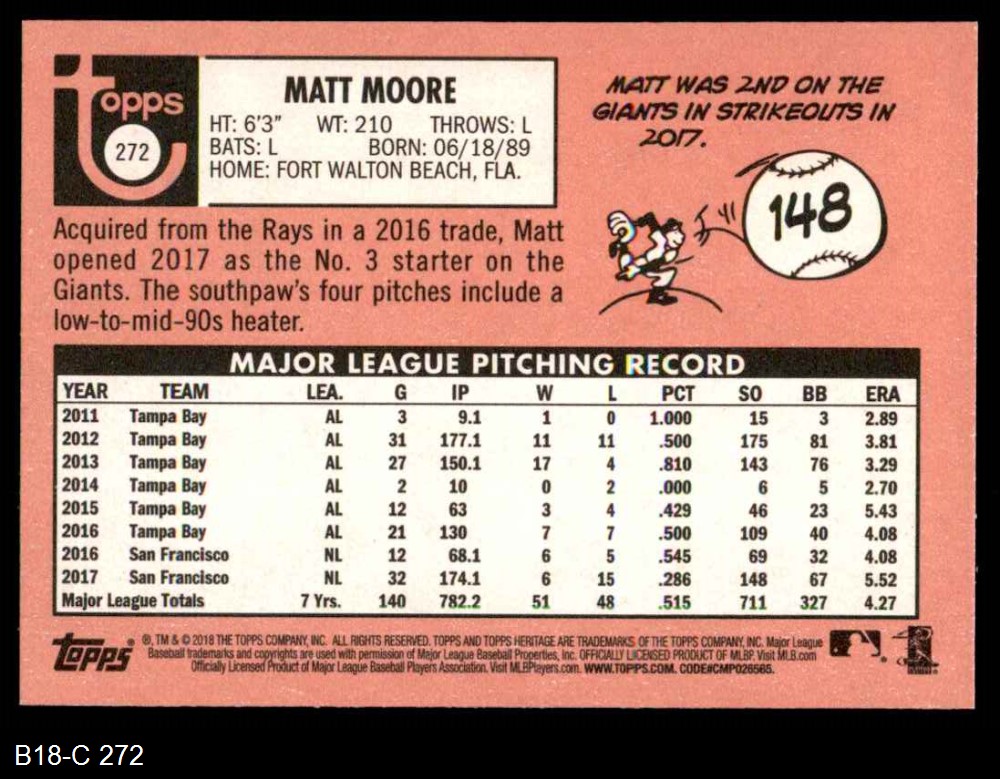 topps
272
MATT MOORE
HT: 6'3" WT: 210 THROWS: L
BATS: L BORN: 06/18/89
HOME: FORT WALTON BEACH, FLA.
MATT WAS 2ND ON THE
GIANTS IN STRIKEOUTS IN
2017.
148
Acquired from the Rays in a 2016 trade, Matt
opened 2017 as the No. 3 starter on the
Giants. The southpaw's four pitches include a
low-to-mid-90s heater.
MAJOR LEAGUE PITCHING RECORD
YEAR TEAM LEA. G IP W L PCT SO BB ERA
2011 Tampa Bay AL 3 9.1 1 0 1.000 15 3 2.89
2012 Tampa Bay AL 31 177.1 11 11 .500 175 81 3.81
2013 Tampa Bay AL 27 150.1 17 4 .810 143 76 3.29
2014 Tampa Bay AL 2 10 0 2 .000 6 5 2.70
2015 Tampa Bay AL 12 63 3 4 .429 46 23 5.43
2016 Tampa Bay AL 21 130 7 7 .500 109 40 4.08
2016 San Francisco NL 12 68.1 6 5 .545 69 32 4.08
2017 San Francisco NL 32 174.1 6 15 .286 148 67 5.52
Major League Totals 7 Yrs. 140 782.2 51 48 .515 711 327 4.27
TOPPS ®, TM & © 2018 THE TOPPS COMPANY, INC. ALL RIGHTS RESERVED. TOPPS AND TOPPS HERITAGE ARE TRADEMARKS OF THE TOPPS COMPANY, INC. Major League
Baseball trademarks and copyrights are used with permission of Major League Baseball Properties, Inc. OFFICIALLY LICENSED PRODUCT OF MLBP. Visit MLB.com
Officially Licensed Product of Major League Baseball Players Association. Visit MLBPlayers.com. WWW.TOPPS.COM. CODE#CMP026565.
B18-C 272